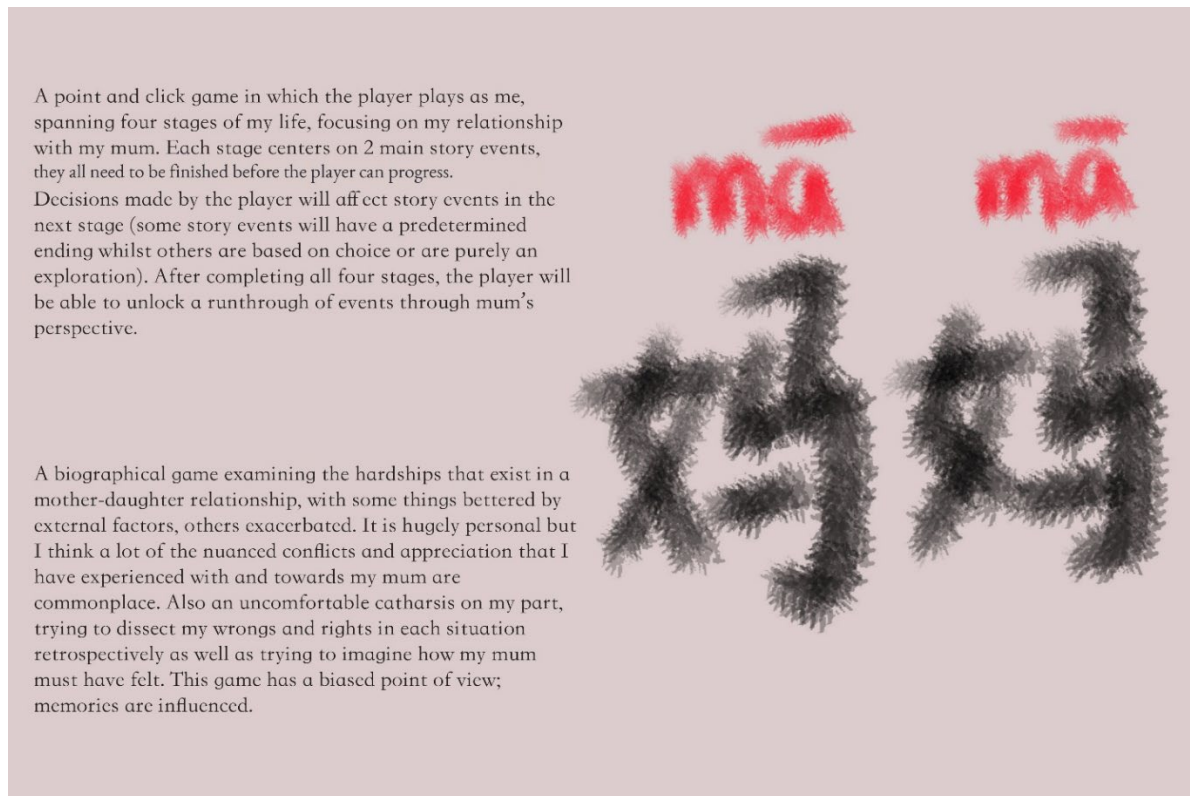 A point and click game in which the player plays as me,
spanning four stages of my life, focusing on my relationship
with my mum. Each stage centers on 2 main story events,
they all need to be finished before the player can progress.
Decisions made by the player will affect story events in the
next stage (some story events will have a predetermined
ending whilst others are based on choice or are purely an
exploration). After completing all four stages, the player will
be able to unlock a runthrough of events through mum's
perspective.
A biographical game examining the hardships that exist in a
mother-daughter relationship, with some things bettered by
external factors, others exacerbated. It is hugely personal but
I think a lot of the nuanced conflicts and appreciation that I
have experienced with and towards my mum are
commonplace. Also an uncomfortable catharsis on my part,
trying to dissect my wrongs and rights in each situation
retrospectively as well as trying to imagine how my mum
must have felt. This game has a biased point of view;
memories are influenced.
mā mā
妈妈